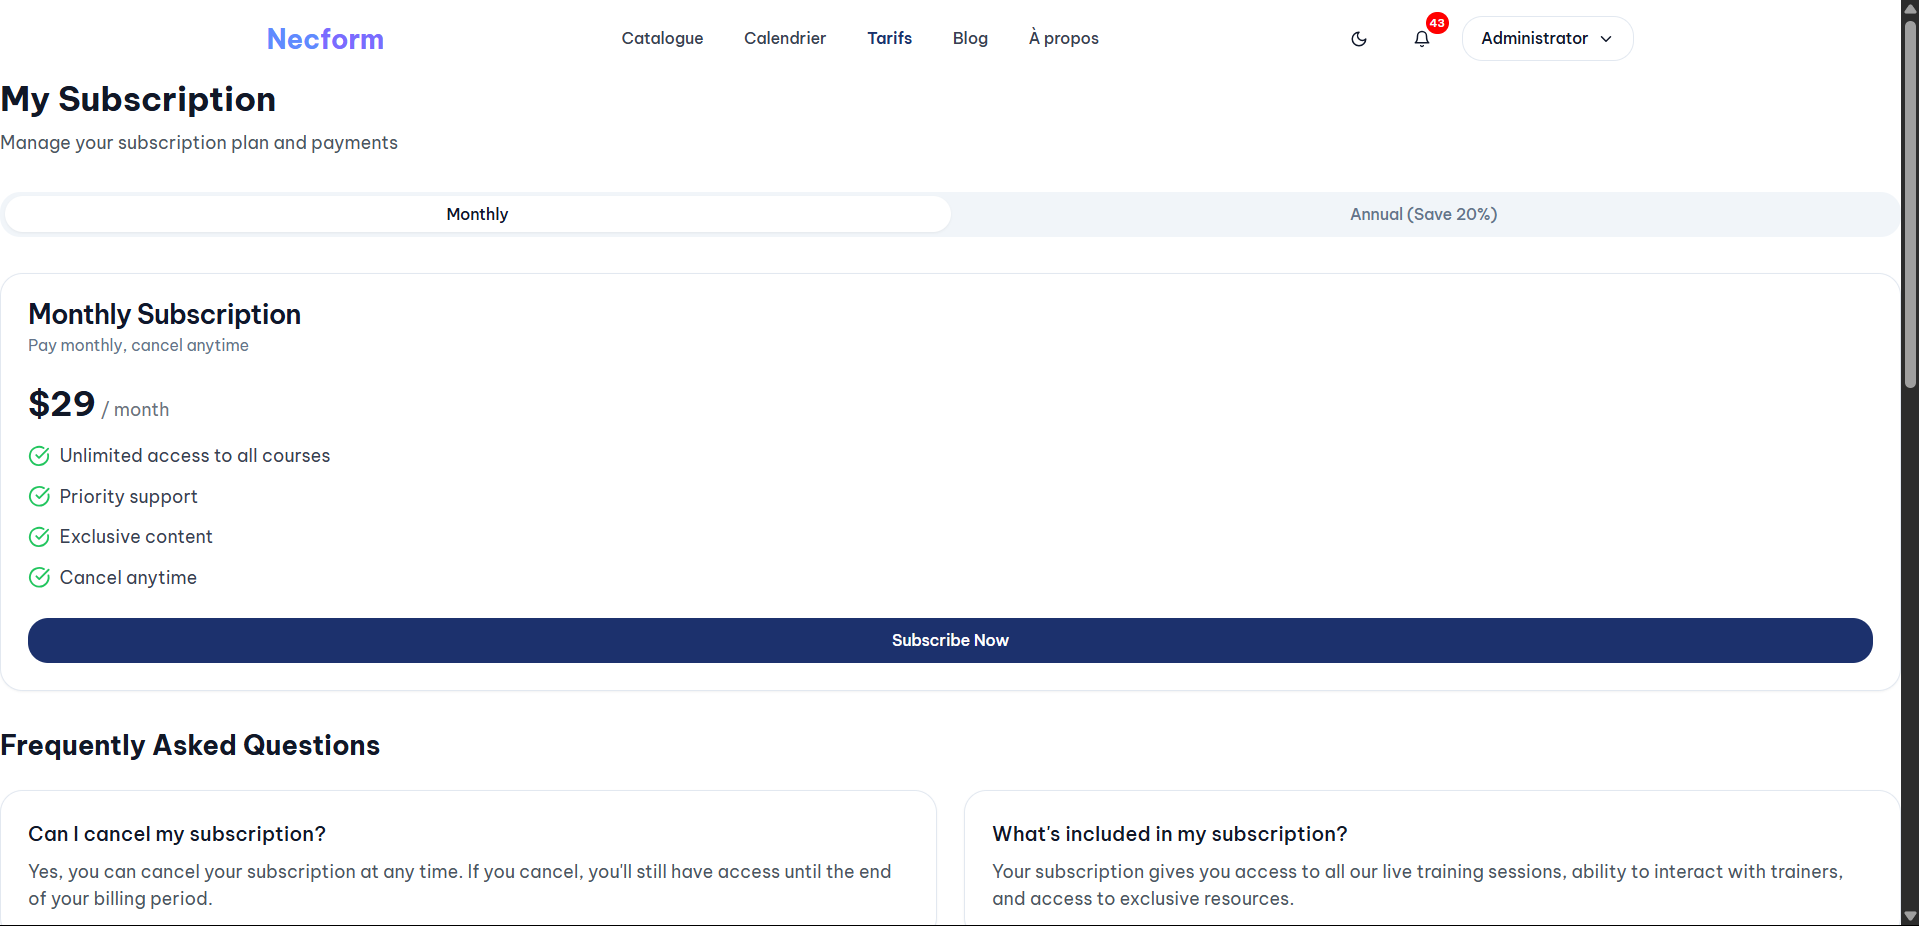 Necform
Catalogue
Calendrier
Tarifs
Blog
À propos
43
Administrator
My Subscription
Manage your subscription plan and payments
Monthly
Annual (Save 20%)
Monthly Subscription
Pay monthly, cancel anytime
$29 / month
Unlimited access to all courses
Priority support
Exclusive content
Cancel anytime
Subscribe Now
Frequently Asked Questions
Can I cancel my subscription?
Yes, you can cancel your subscription at any time. If you cancel, you'll still have access until the end
of your billing period.
What's included in my subscription?
Your subscription gives you access to all our live training sessions, ability to interact with trainers,
and access to exclusive resources.